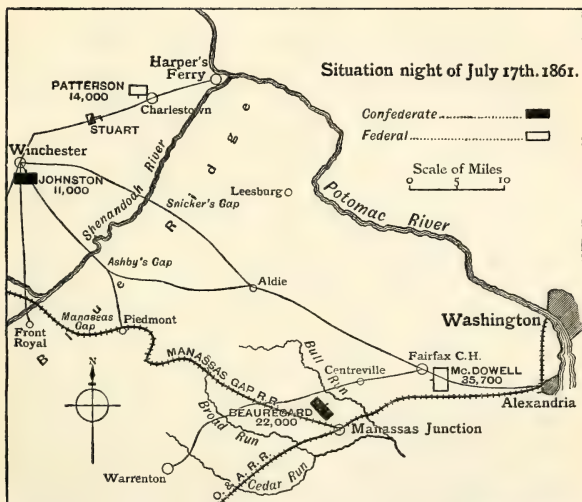 Situation night of July 17th. 1861.
Confederate
Federal
Scale of Miles
0 5 10
Harper's
Ferry
PATTERSON
14,000
Charlestown
STUART
Winchester
JOHNSTON
11,000
Shenandoah River
Blue Ridge
Snicker's Gap
Leesburg
Potomac River
Ashby's Gap
Aldie
Manassas
Gap
Piedmont
Front
Royal
Washington
Fairfax C.H.
Mc.DOWELL
35,700
Alexandria
MANASSAS GAP R.R.
Bull Run
Centreville
BEAUREGARD
22,000
Broad Run
Manassas Junction
N
Warrenton
Cedar Run
O. & A. R. R.